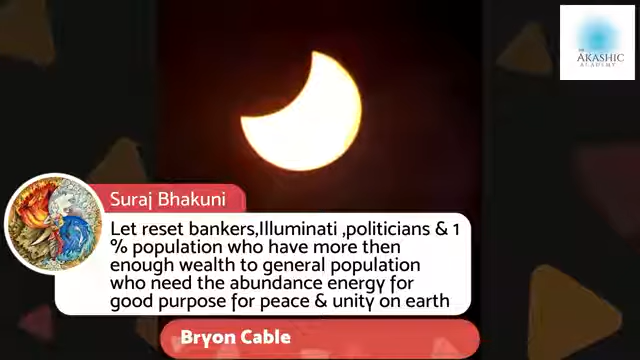 THE
AKASHIC
ACADEMY
Suraj Bhakuni
Let reset bankers,Illuminati ,politicians & 1
% population who have more then
enough wealth to general population
who need the abundance energy for
good purpose for peace & unity on earth
Bryon Cable